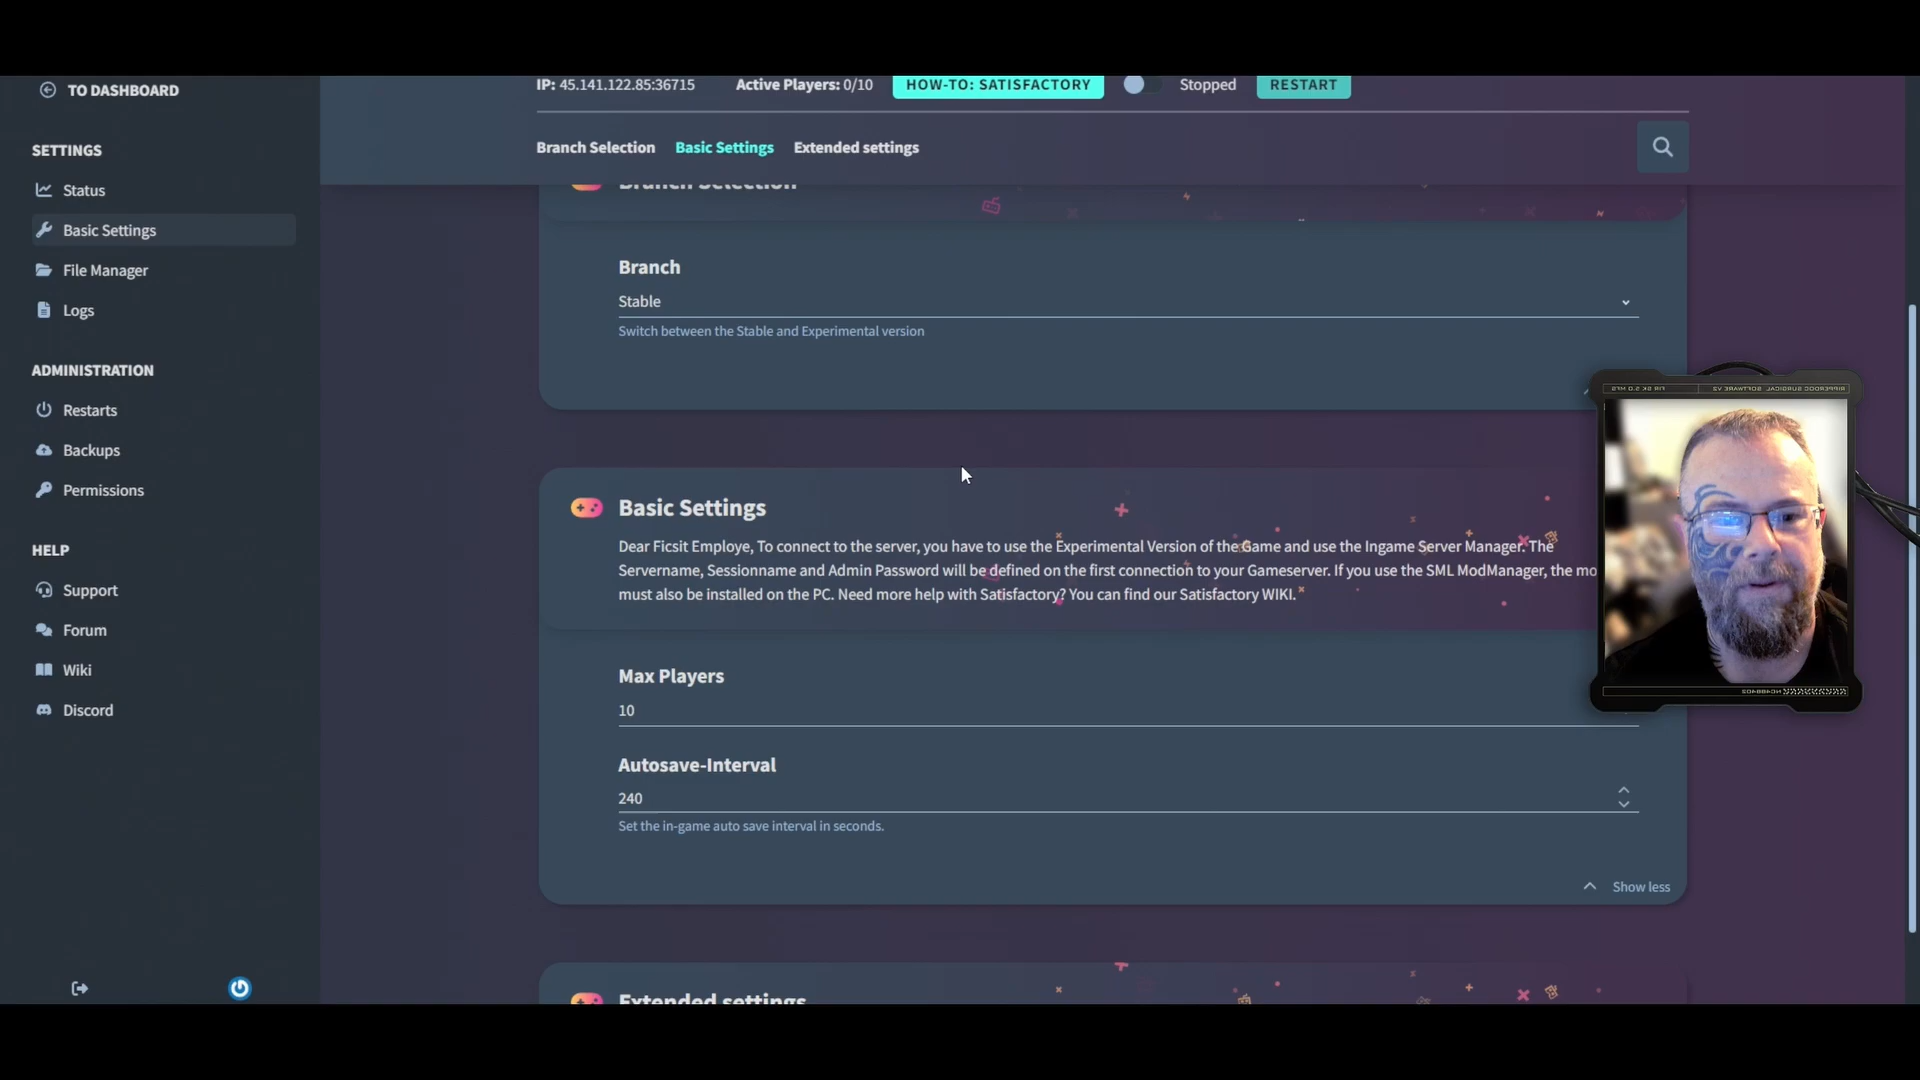 TO DASHBOARD
IP: 45.141.122.85:36715
Active Players: 0/10
HOW-TO: SATISFACTORY
Stopped
RESTART
SETTINGS
Branch Selection
Basic Settings
Extended settings
Branch Selection
Status
Basic Settings
File Manager
Logs
ADMINISTRATION
Restarts
Backups
Permissions
HELP
Support
Forum
Wiki
Discord
Branch
Stable
Switch between the Stable and Experimental version
Basic Settings
Dear Ficsit Employe, To connect to the server, you have to use the Experimental Version of the Game and use the Ingame Server Manager. The
Servername, Sessionname and Admin Password will be defined on the first connection to your Gameserver. If you use the SML ModManager, the mo
must also be installed on the PC. Need more help with Satisfactory? You can find our Satisfactory WIKI.
Max Players
10
Autosave-Interval
240
Set the in-game auto save interval in seconds.
Show less
Extended settings